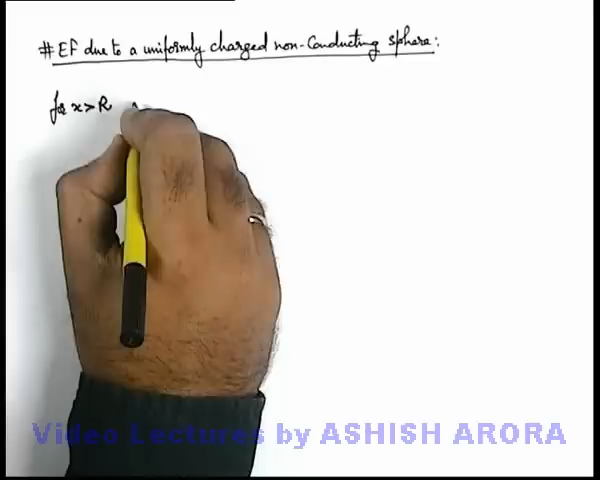 # EF due to a uniformly charged non-Conducting sphere:
for x > R
Video Lectures by ASHISH ARORA